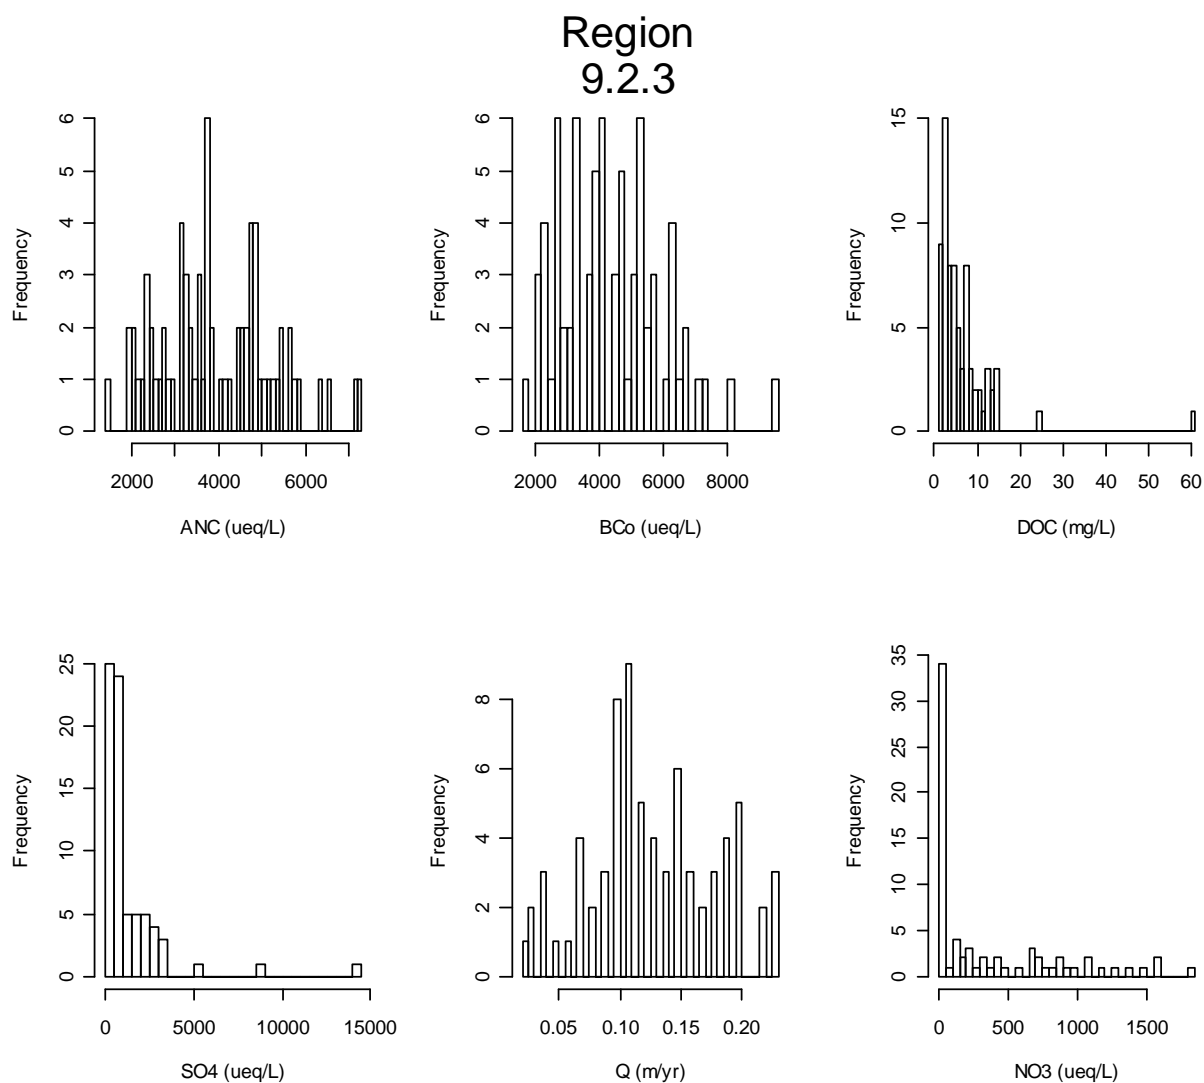 Region
9.2.3
Frequency
0 1 2 3 4 5 6
2000 4000 6000
ANC (ueq/L)
Frequency
0 1 2 3 4 5 6
2000 4000 6000 8000
BCo (ueq/L)
Frequency
0 5 10 15
0 10 20 30 40 50 60
DOC (mg/L)
Frequency
0 5 10 15 20 25
0 5000 10000 15000
SO4 (ueq/L)
Frequency
0 2 4 6 8
0.05 0.10 0.15 0.20
Q (m/yr)
Frequency
0 5 10 15 20 25 30 35
0 500 1000 1500
NO3 (ueq/L)